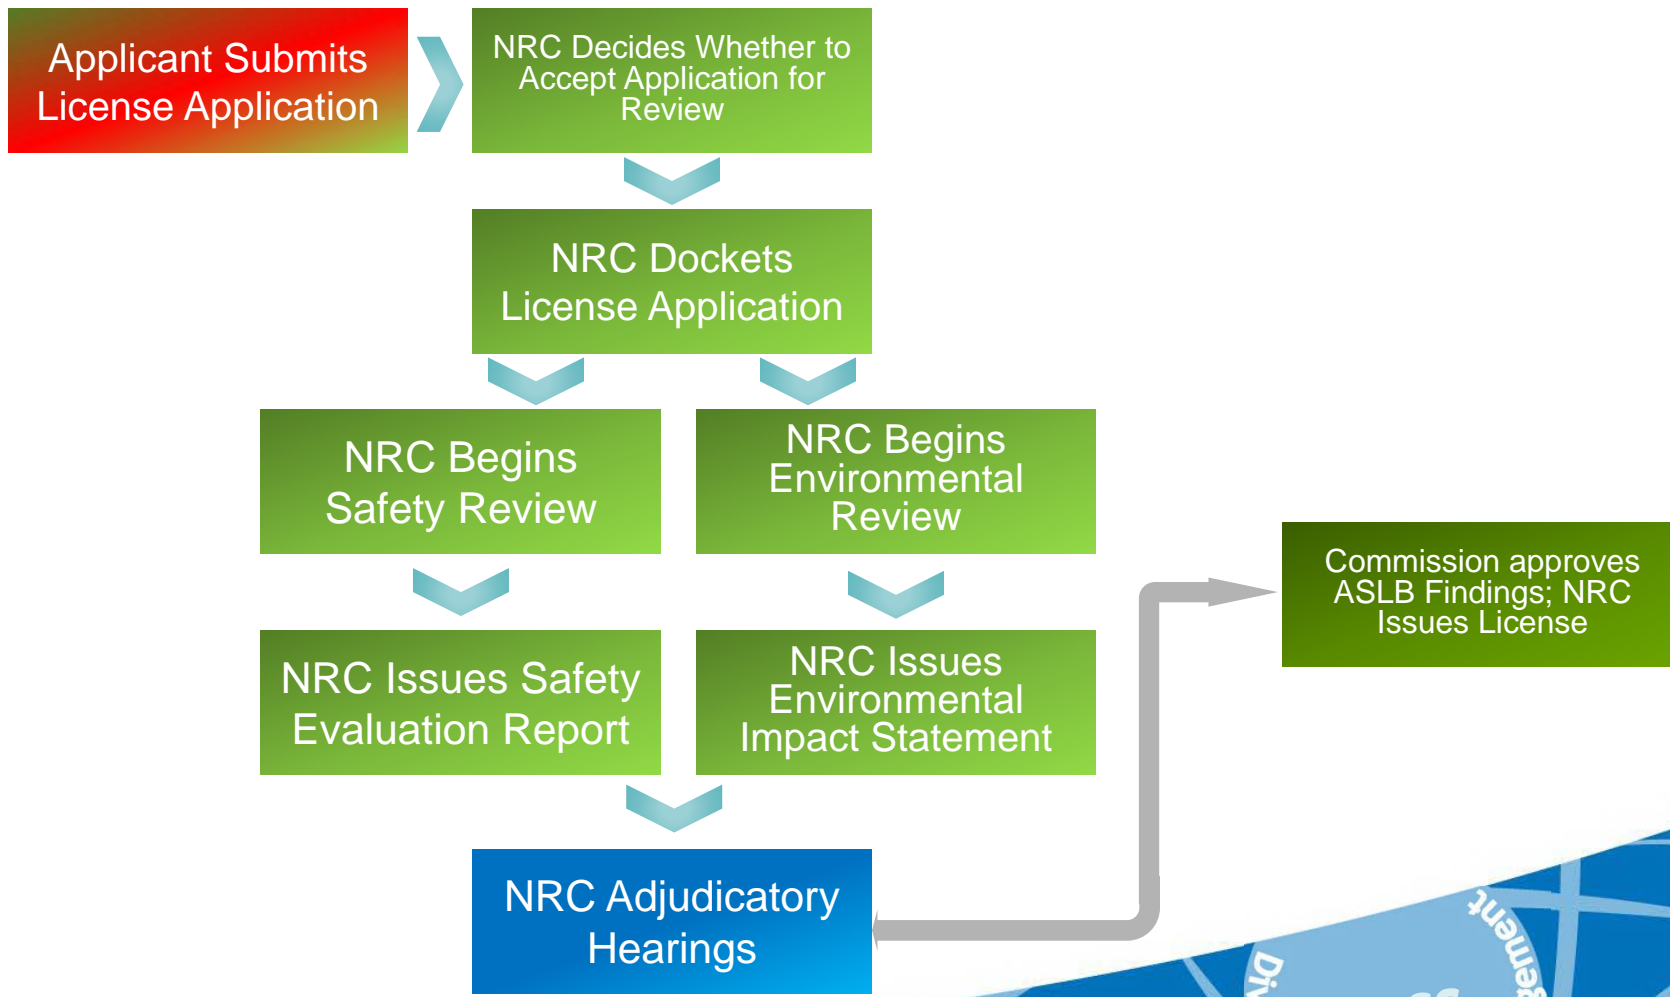 Applicant Submits
License Application
NRC Decides Whether to
Accept Application for
Review
NRC Dockets
License Application
NRC Begins
Safety Review
NRC Begins
Environmental
Review
NRC Issues Safety
Evaluation Report
NRC Issues
Environmental
Impact Statement
NRC Adjudicatory
Hearings
Commission approves
ASLB Findings; NRC
Issues License